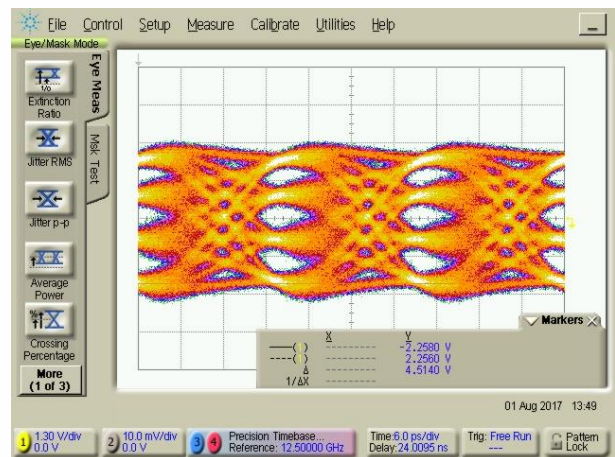 File Control Setup Measure Calibrate Utilities Help
Eye/Mask Mode
Eye Meas
Msk Test
Extinction
Ratio
Jitter RMS
Jitter p-p
Average
Power
Crossing
Percentage
More
(1 of 3)
Markers
X Y
-2.2580 V
2.2560 V
Δ 4.5140 V
1/ΔX
01 Aug 2017 13:49
1 1.30 V/div
0.0 V
2 10.0 mV/div
0.0 V
3 4 Precision Timebase...
Reference: 12.50000 GHz
Time:6.0 ps/div
Delay:24.0095 ns
Trig: Free Run
---
Pattern
Lock